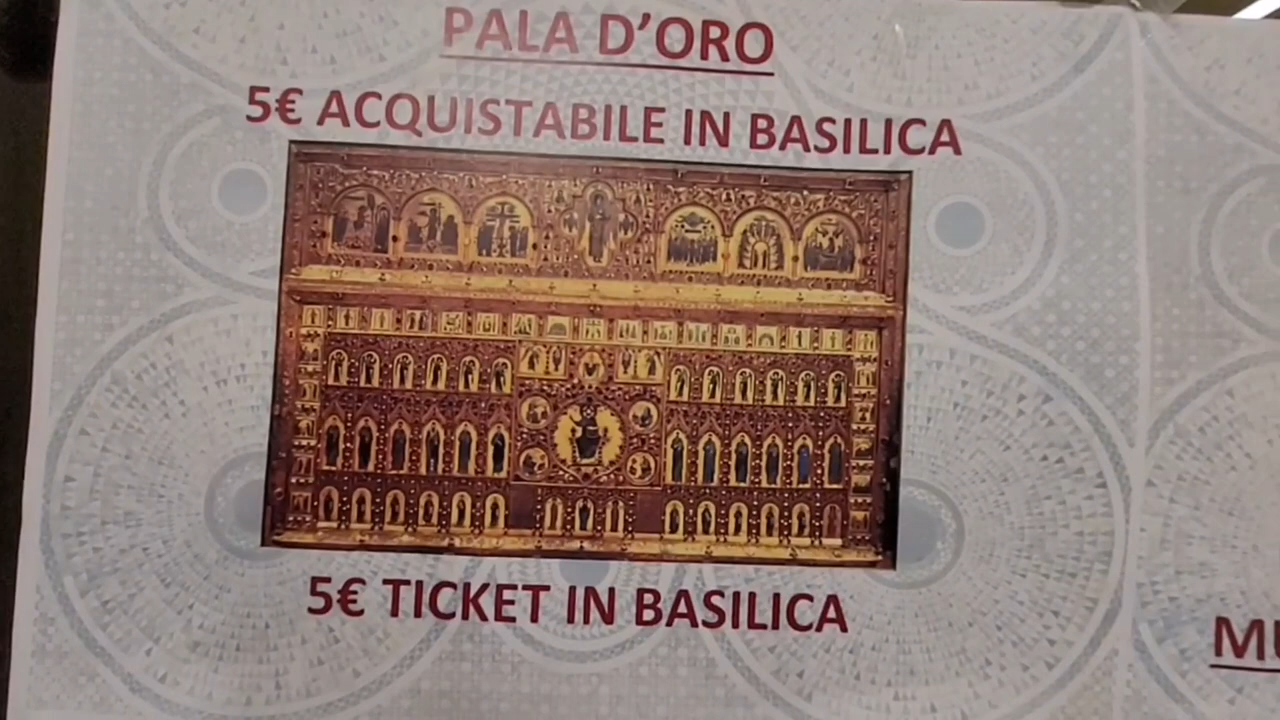 PALA D'ORO
5€ ACQUISTABILE IN BASILICA
5€ TICKET IN BASILICA